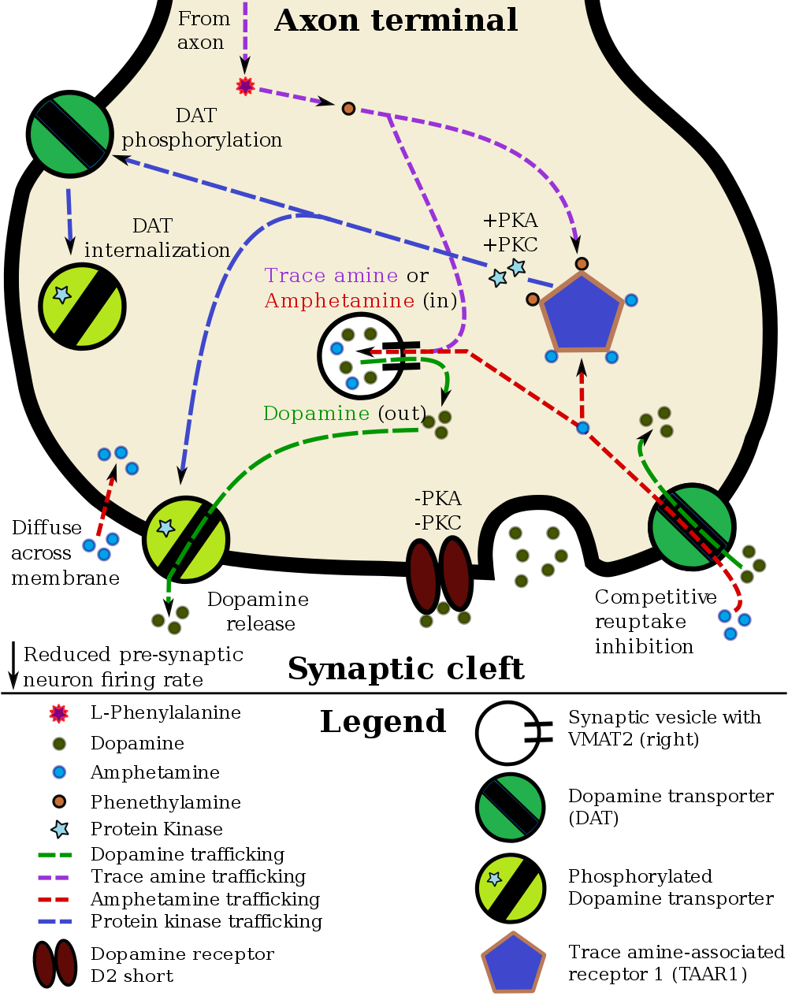 Axon terminal
From
axon
DAT
phosphorylation
DAT
internalization
+PKA
+PKC
Trace amine or
Amphetamine (in)
Dopamine (out)
-PKA
-PKC
Diffuse
across
membrane
Dopamine
release
Competitive
reuptake
inhibition
Reduced pre-synaptic
neuron firing rate
Synaptic cleft
Legend
L-Phenylalanine
Dopamine
Amphetamine
Phenethylamine
Protein Kinase
Dopamine trafficking
Trace amine trafficking
Amphetamine trafficking
Protein kinase trafficking
Dopamine receptor
D2 short
Synaptic vesicle with
VMAT2 (right)
Dopamine transporter
(DAT)
Phosphorylated
Dopamine transporter
Trace amine-associated
receptor 1 (TAAR1)